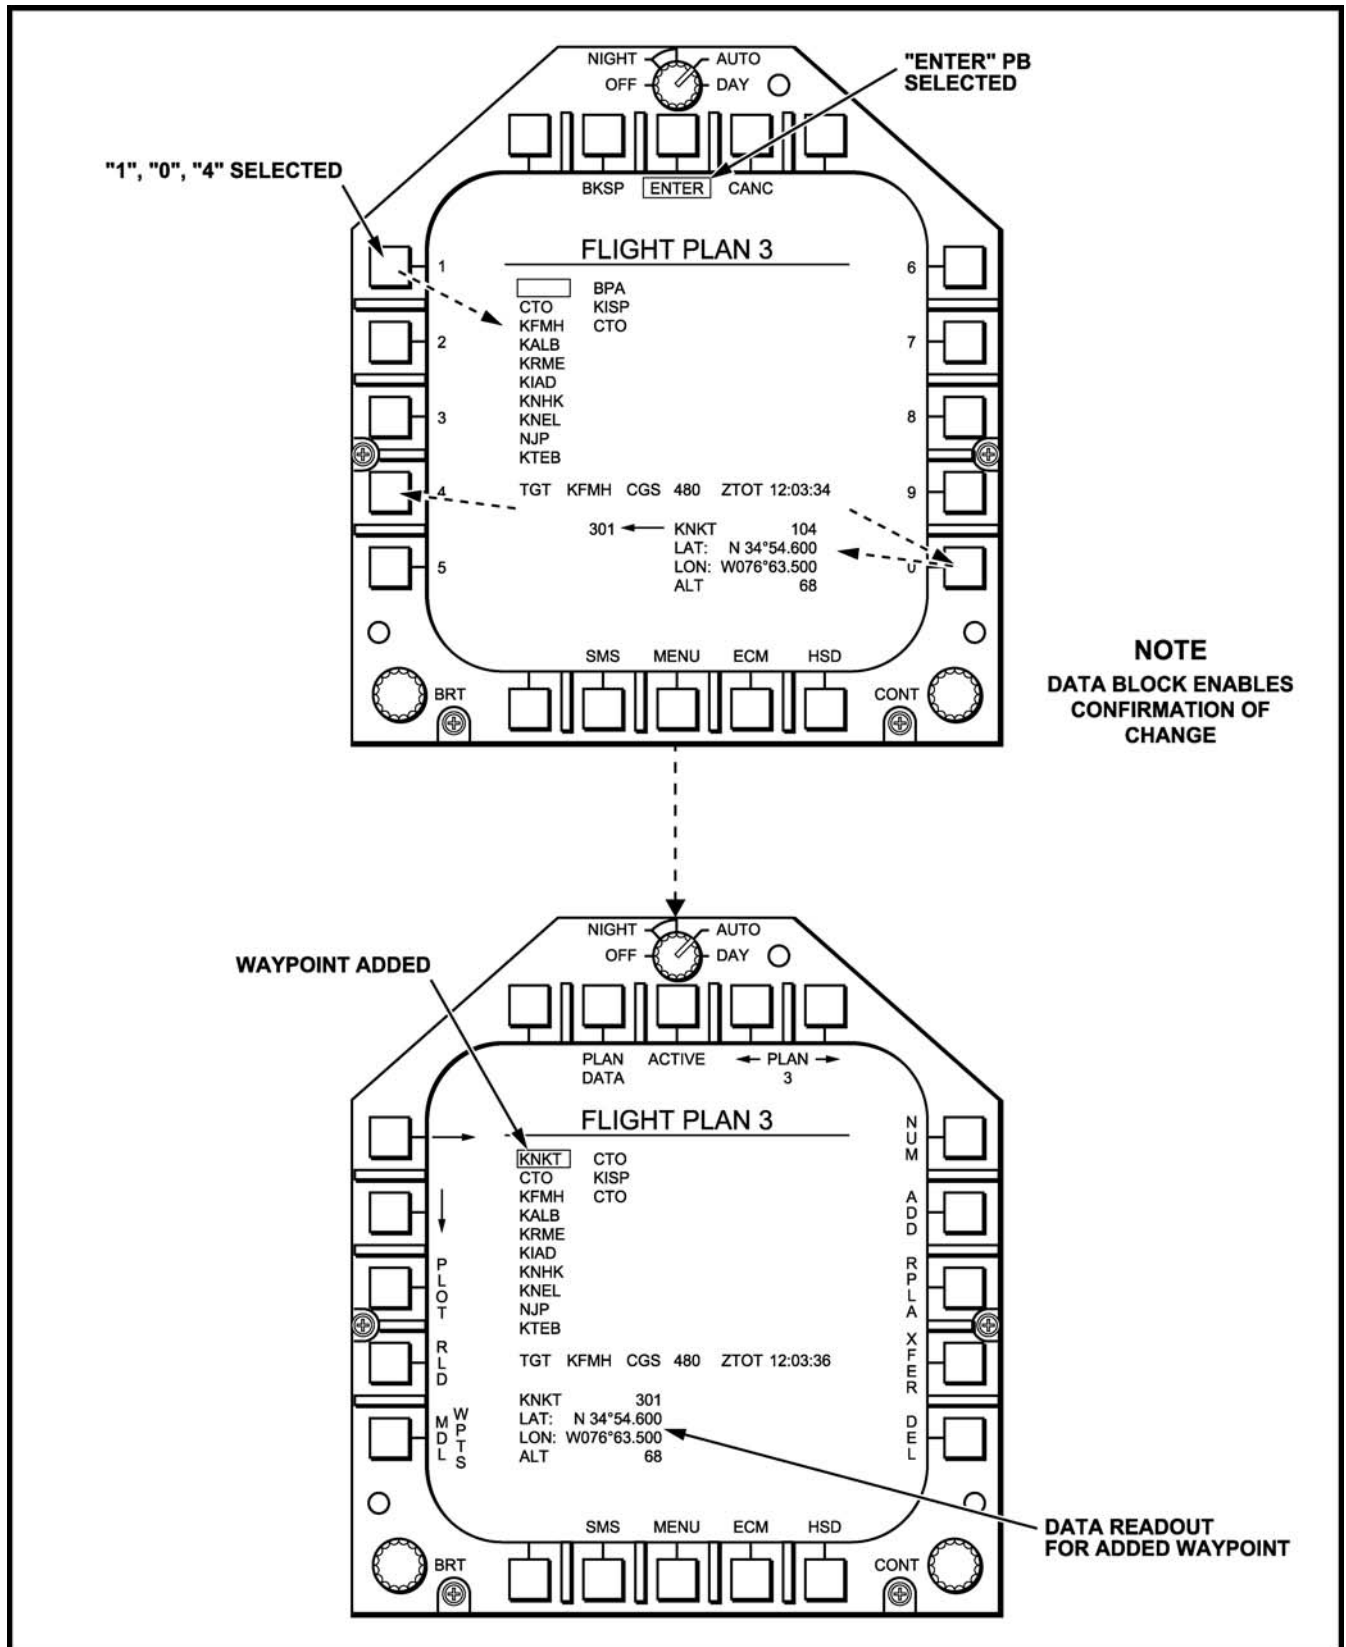 NIGHT AUTO
OFF DAY
"ENTER" PB
SELECTED
"1", "0", "4" SELECTED
BKSP ENTER CANC
FLIGHT PLAN 3
1 6
BPA
CTO KISP
KFMH CTO
2 7
KALB
KRME
KIAD
KNHK
3 8
KNEL
NJP
KTEB
4 9
TGT KFMH CGS 480 ZTOT 12:03:34
301 ← KNKT 104
LAT: N 34°54.600
5 0
LON: W076°63.500
ALT 68
SMS MENU ECM HSD
BRT CONT
NOTE
DATA BLOCK ENABLES
CONFIRMATION OF
CHANGE
NIGHT AUTO
OFF DAY
WAYPOINT ADDED
PLAN ACTIVE ← PLAN →
DATA 3
FLIGHT PLAN 3
→ NUM
KNKT CTO
CTO KISP
KFMH CTO
↓ ADD
KALB
KRME
KIAD
PLOT RPLA
KNHK
KNEL
NJP
KTEB
RLD XFER
TGT KFMH CGS 480 ZTOT 12:03:36
KNKT 301
LAT: N 34°54.600
MDL WPTS DEL
LON: W076°63.500
ALT 68
SMS MENU ECM HSD
BRT CONT
DATA READOUT
FOR ADDED WAYPOINT